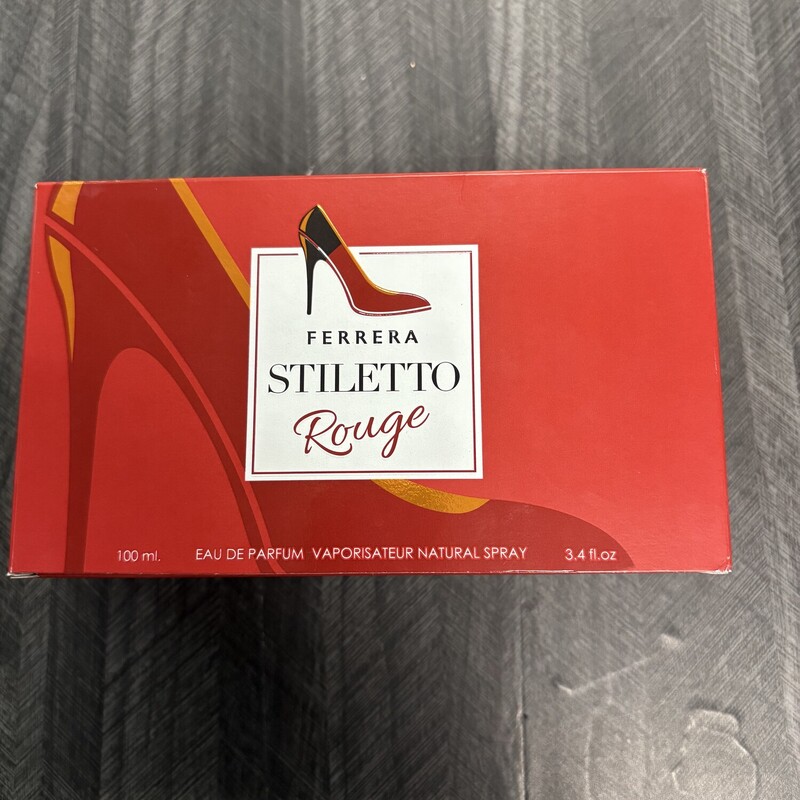 FERRERA
STILETTO
Rouge
100 ml. EAU DE PARFUM VAPORISATEUR NATURAL SPRAY 3.4 fl.oz